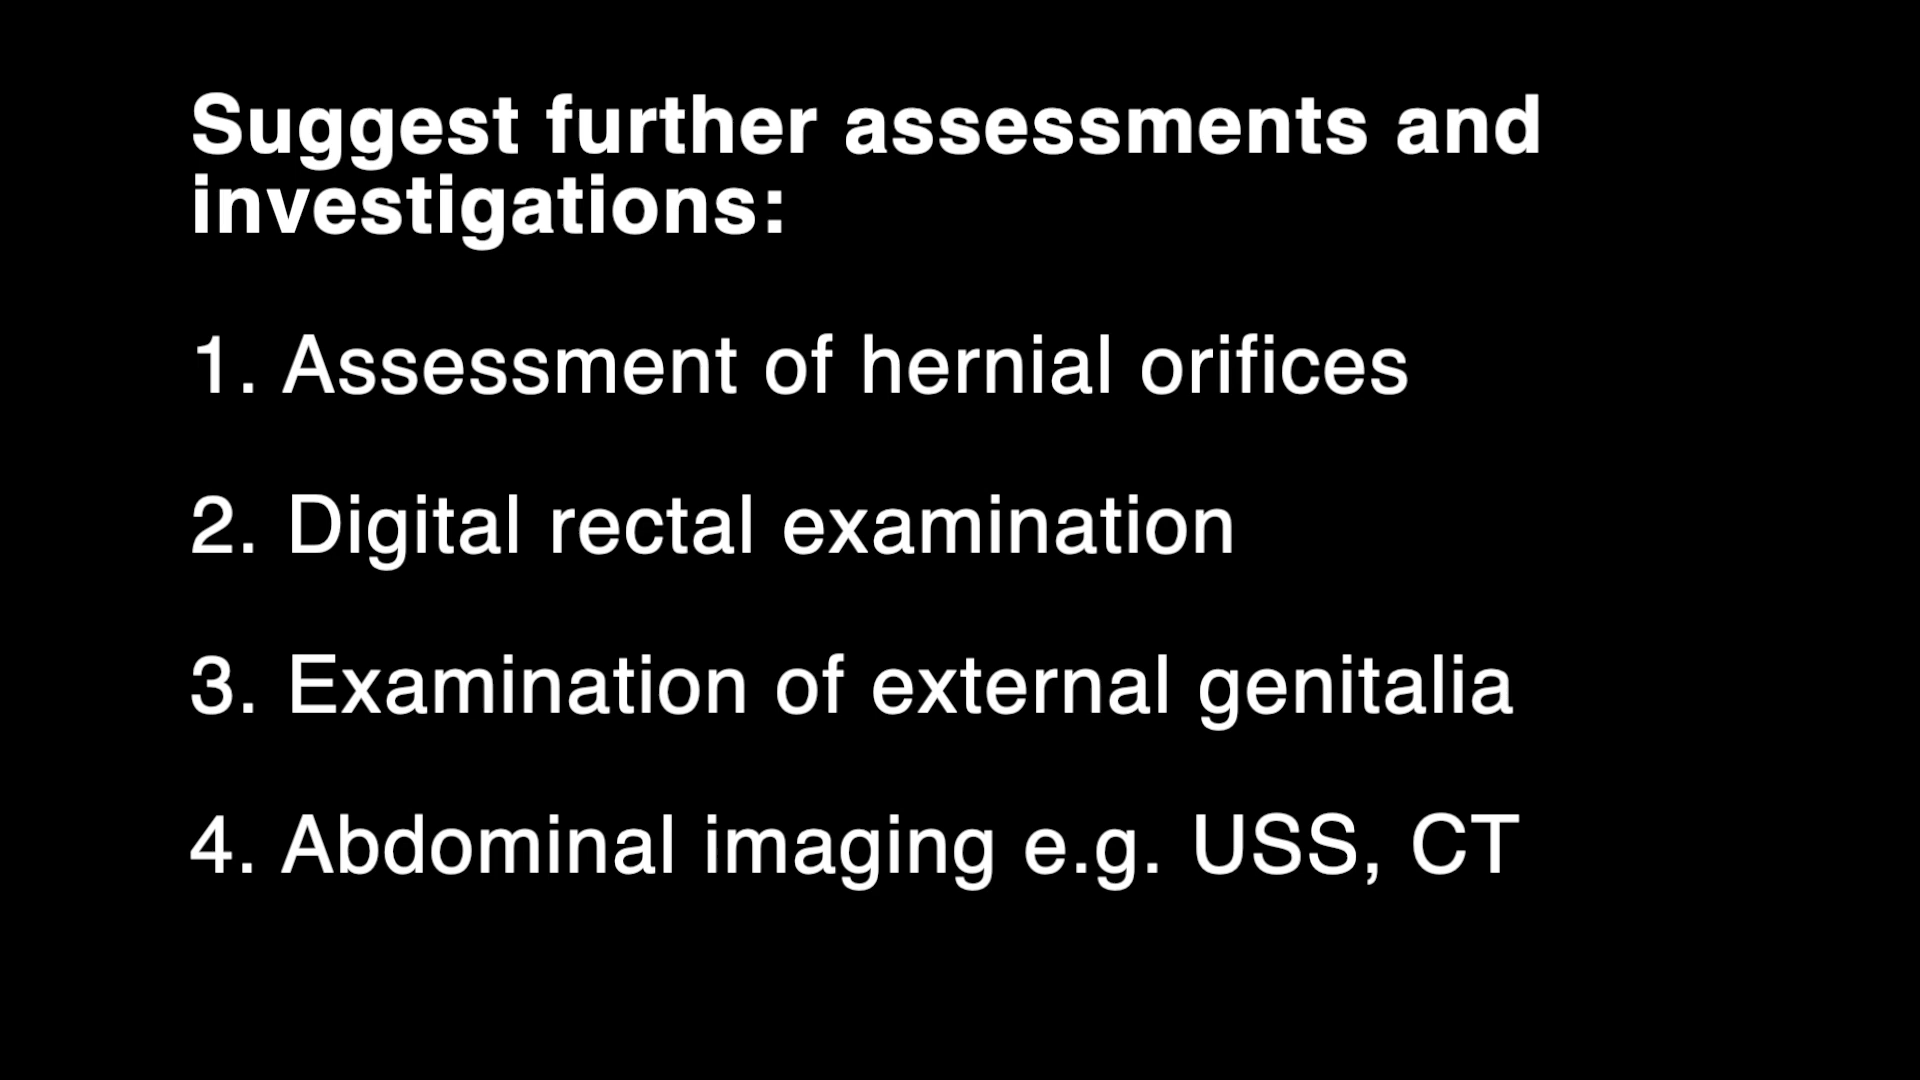 Suggest further assessments and
investigations:
1. Assessment of hernial orifices
2. Digital rectal examination
3. Examination of external genitalia
4. Abdominal imaging e.g. USS, CT